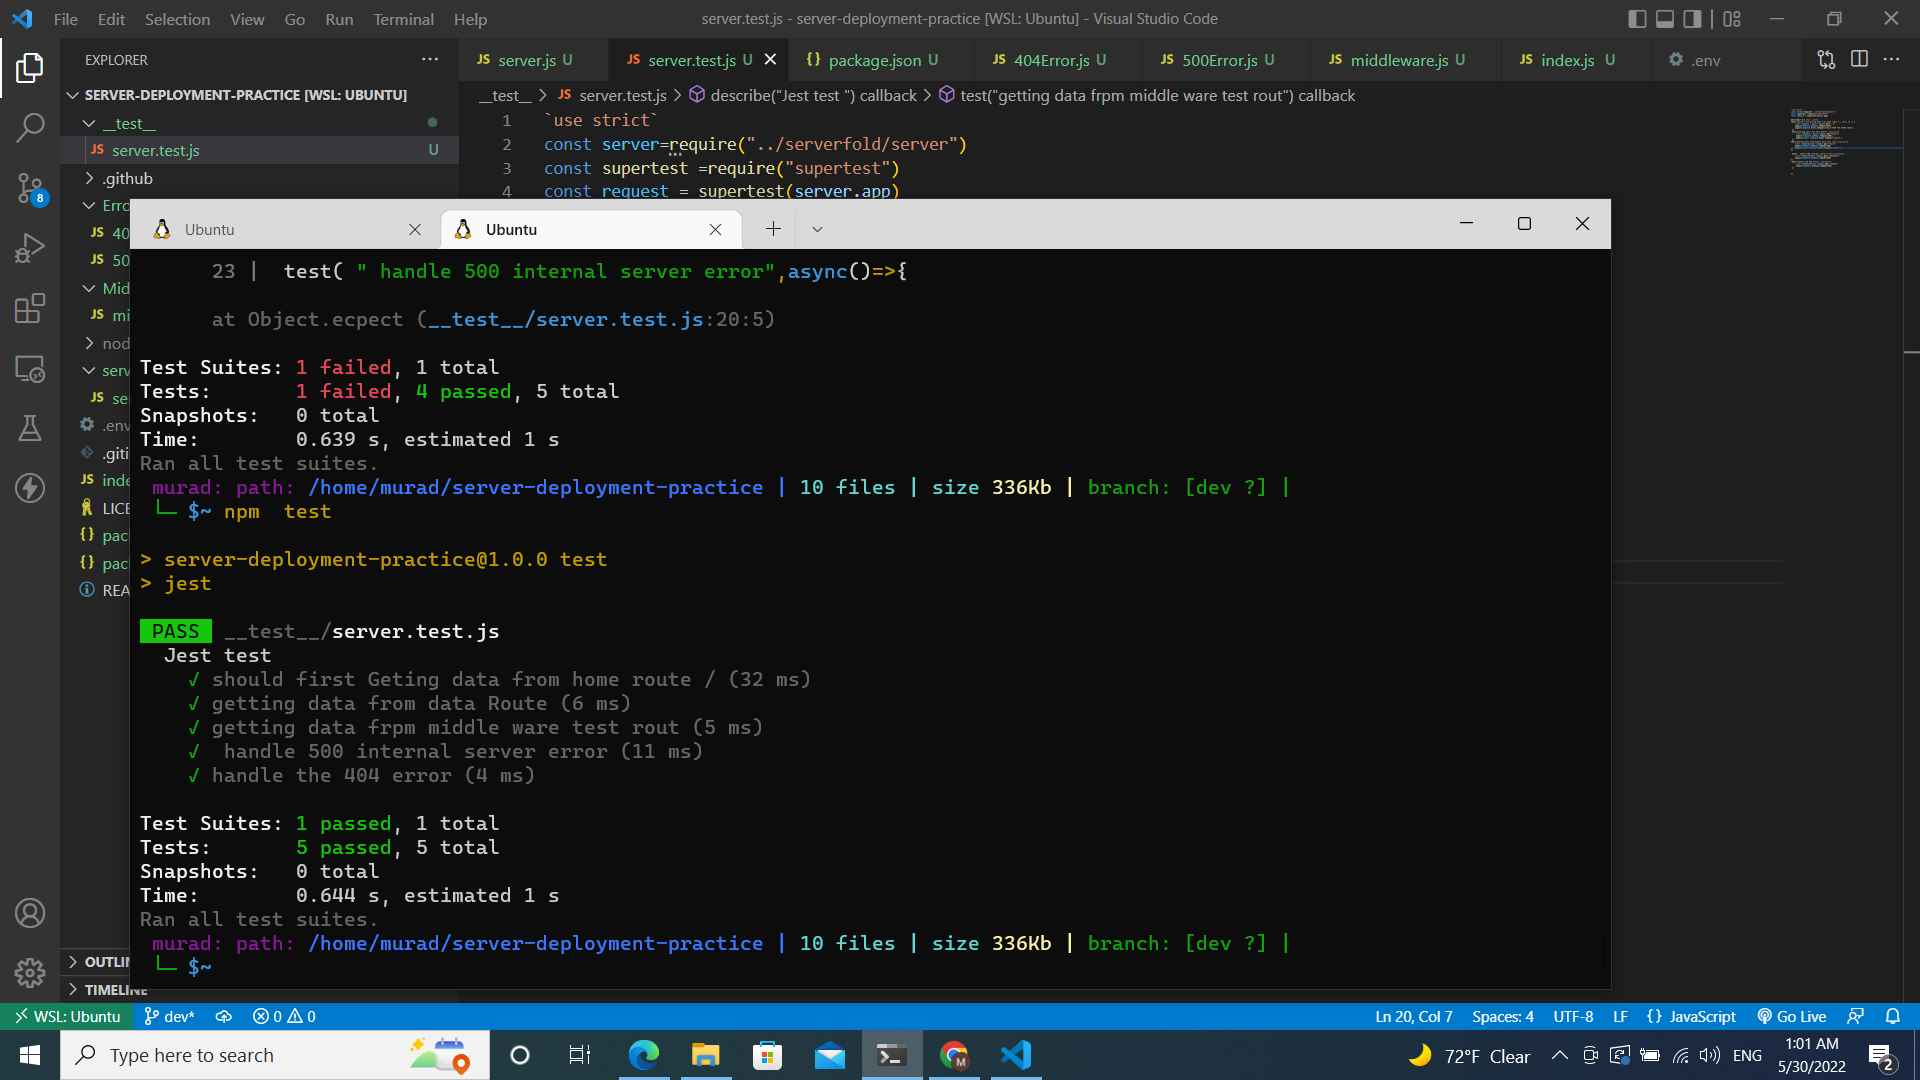 File Edit Selection View Go Run Terminal Help
server.test.js - server-deployment-practice [WSL: Ubuntu] - Visual Studio Code
EXPLORER
JS server.js U
JS server.test.js U
{} package.json U
JS 404Error.js U
JS 500Error.js U
JS middleware.js U
JS index.js U
.env
SERVER-DEPLOYMENT-PRACTICE [WSL: UBUNTU]
__test__ > JS server.test.js > describe("Jest test ") callback > test("getting data frpm middle ware test rout") callback
__test__
JS server.test.js U
.github
Erro
JS 40
JS 50
Mid
JS mi
nod
serv
JS se
.env
.giti
JS inde
LICE
{} pack
{} pack
REA
OUTLIN
TIMELINE
8
1 `use strict`
2 const server=require("../serverfold/server")
3 const supertest =require("supertest")
4 const request = supertest(server.app)
Ubuntu
Ubuntu
23 | test( " handle 500 internal server error",async()=>{
at Object.ecpect (__test__/server.test.js:20:5)
Test Suites: 1 failed, 1 total
Tests: 1 failed, 4 passed, 5 total
Snapshots: 0 total
Time: 0.639 s, estimated 1 s
Ran all test suites.
murad: path: /home/murad/server-deployment-practice | 10 files | size 336Kb | branch: [dev ?] |
└─ $~ npm  test
> server-deployment-practice@1.0.0 test
> jest
PASS __test__/server.test.js
Jest test
√ should first Geting data from home route / (32 ms)
√ getting data from data Route (6 ms)
√ getting data frpm middle ware test rout (5 ms)
√  handle 500 internal server error (11 ms)
√ handle the 404 error (4 ms)
Test Suites: 1 passed, 1 total
Tests: 5 passed, 5 total
Snapshots: 0 total
Time: 0.644 s, estimated 1 s
Ran all test suites.
murad: path: /home/murad/server-deployment-practice | 10 files | size 336Kb | branch: [dev ?] |
└─ $~
WSL: Ubuntu dev* 0 0
Ln 20, Col 7 Spaces: 4 UTF-8 LF {} JavaScript Go Live
Type here to search
M
72°F Clear
ENG
1:01 AM
5/30/2022
2